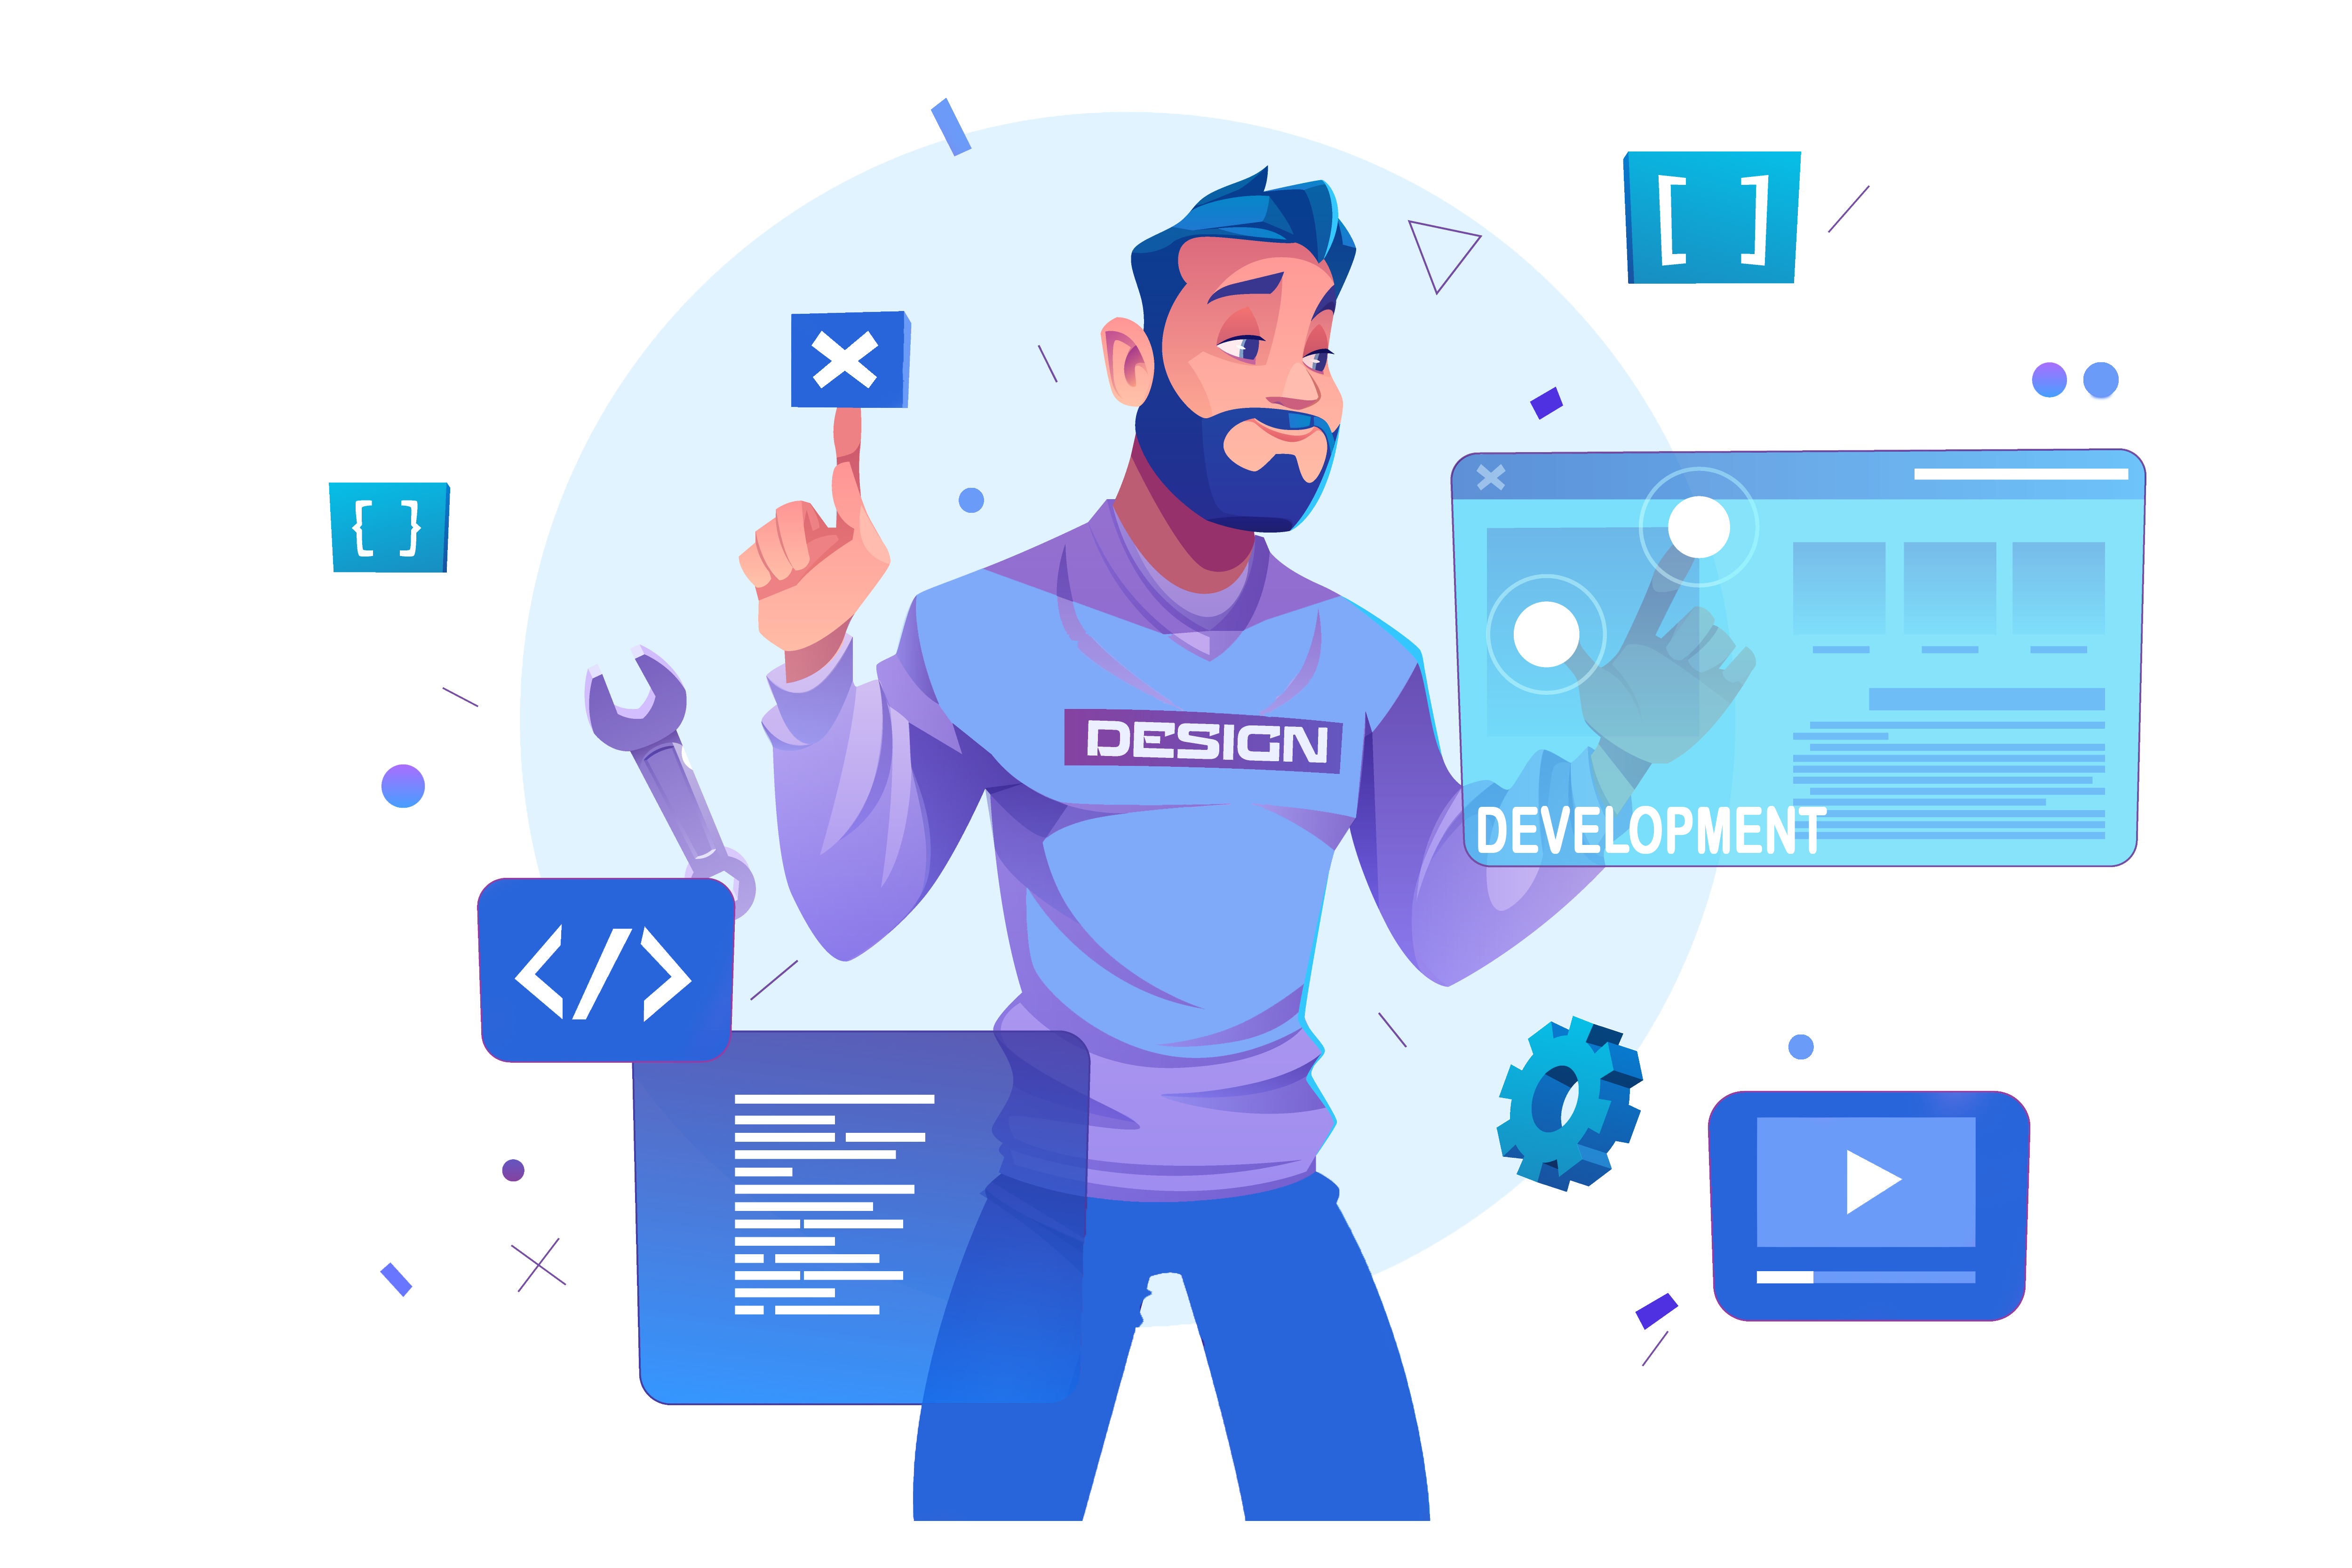 [ ]
{ }
DESIGN
DEVELOPMENT
</>